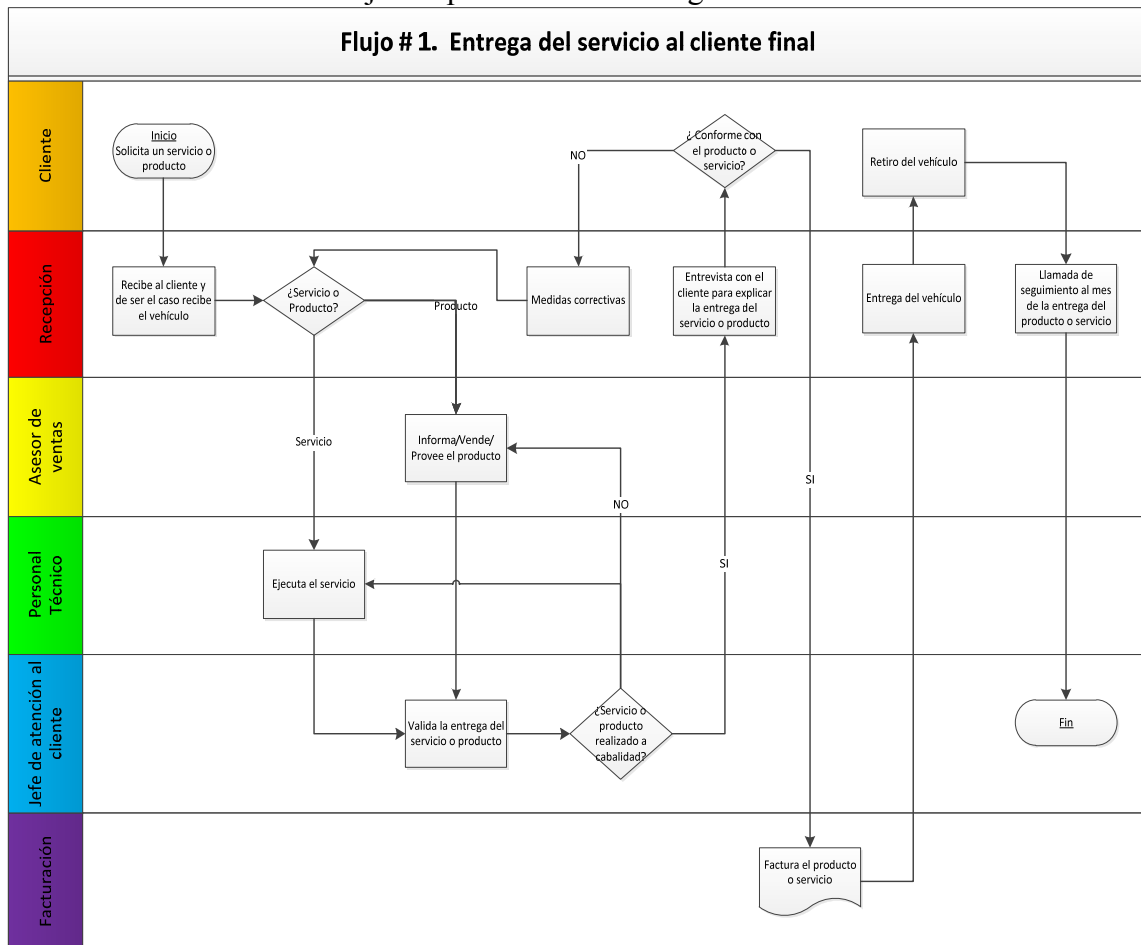 Flujo # 1.  Entrega del servicio al cliente final
Cliente
Inicio
Solicita un servicio o
producto
¿ Conforme con
el producto o
servicio?
NO
Retiro del vehículo
Recepción
Recibe al cliente y
de ser el caso recibe
el vehículo
¿Servicio o
Producto?
Producto
Medidas correctivas
Entrevista con el
cliente para explicar
la entrega del
servicio o producto
Entrega del vehículo
Llamada de
seguimiento al mes
de la entrega del
producto o servicio
Asesor de
ventas
Servicio
Informa/Vende/
Provee el producto
NO
SI
Personal
Técnico
Ejecuta el servicio
SI
Jefe de atención al
cliente
Valida la entrega del
servicio o producto
¿Servicio o
producto
realizado a
cabalidad?
Fin
Facturación
Factura el producto
o servicio